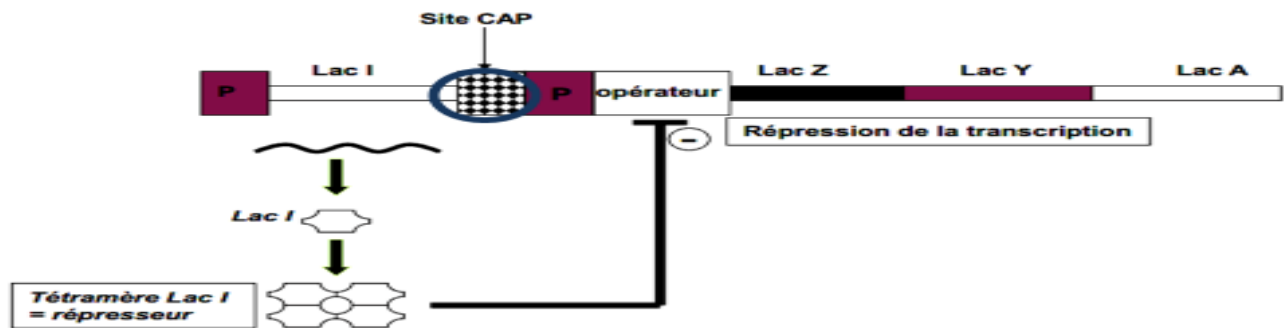 Site CAP
Lac I
Lac Z
Lac Y
Lac A
P
P
opérateur
-
Répression de la transcription
Lac I
Tétramère Lac I
= répresseur